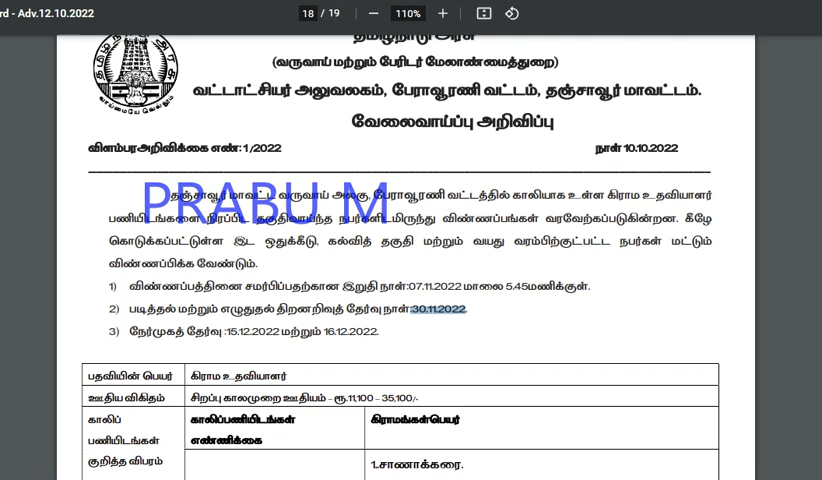 rd - Adv.12.10.2022 18 / 19 110%
தமிழ்நாடு அரசு
(வருவாய் மற்றும் பேரிடர் மேலாண்மைத்துறை)
வட்டாட்சியர் அலுவலகம், பேராவூரணி வட்டம், தஞ்சாவூர் மாவட்டம்.
வேலைவாய்ப்பு அறிவிப்பு
விளம்பரஅறிவிக்கை எண்: 1/2022 நாள் 10.10.2022
PRABU M
தஞ்சாவூர் மாவட்ட வருவாய் அலகு, பேராவூரணி வட்டத்தில் காலியாக உள்ள கிராம உதவியாளர்
பணியிடங்களை நிரப்பிட தகுதிவாய்ந்த நபர்களிடமிருந்து விண்ணப்பங்கள் வரவேற்கப்படுகின்றன. கீழே
கொடுக்கப்பட்டுள்ள இட ஒதுக்கீடு, கல்வித் தகுதி மற்றும் வயது வரம்பிற்குட்பட்ட நபர்கள் மட்டும்
விண்ணப்பிக்க வேண்டும்.
1) விண்ணப்பத்தினை சமர்பிப்பதற்கான இறுதி நாள்:07.11.2022 மாலை 5.45மணிக்குள்.
2) படித்தல் மற்றும் எழுதுதல் திறனறிவுத் தேர்வு நாள்:30.11.2022.
3) நேர்முகத் தேர்வு :15.12.2022 மற்றும் 16.12.2022.
பதவியின் பெயர் கிராம உதவியாளர்
ஊதிய விகிதம் சிறப்பு காலமுறை ஊதியம் – ரூ.11,100 – 35,100/-
காலிப் காலிப்பணியிடங்கள் கிராமங்கள்பெயர்
பணியிடங்கள் எண்ணிக்கை
குறித்த விபரம் 1.சாணாக்கரை.